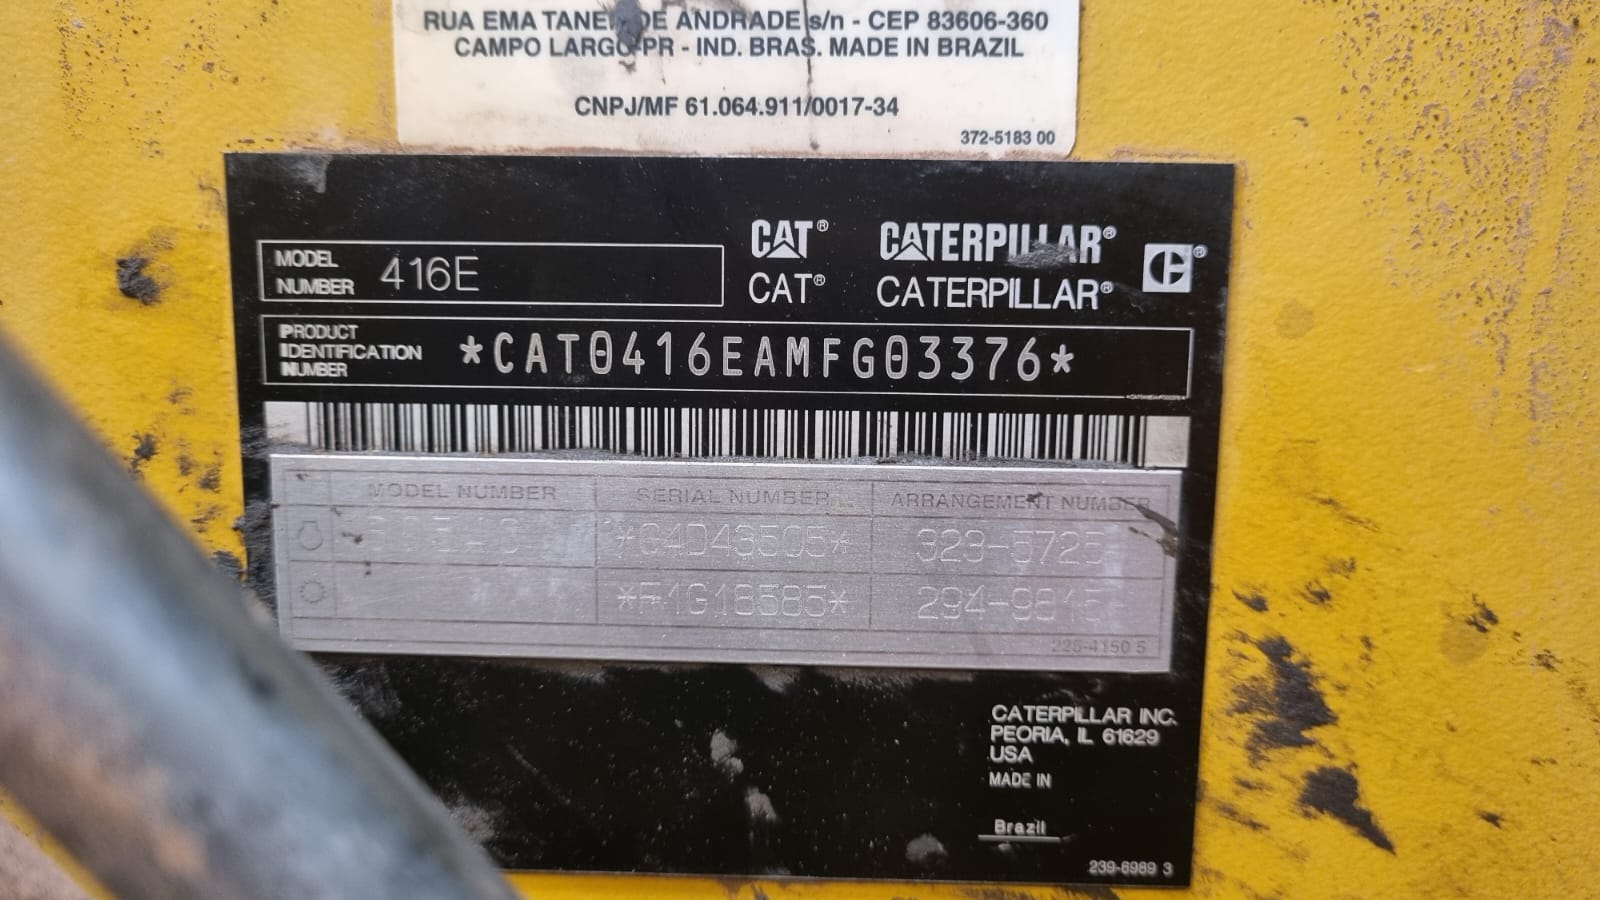 RUA EMA TANER DE ANDRADE s/n - CEP 83606-360
CAMPO LARGO-PR - IND. BRAS. MADE IN BRAZIL
CNPJ/MF 61.064.911/0017-34
372-5183 00
MODEL NUMBER 416E
CAT® CATERPILLAR®
CAT® CATERPILLAR®
PRODUCT IDENTIFICATION NUMBER *CAT0416EAMFG03376*
MODEL NUMBER SERIAL NUMBER ARRANGEMENT NUMBER
*G4D43505* 323-5725
*F1G18585* 294-9815
225-4150 5
CATERPILLAR INC.
PEORIA, IL 61629
USA
MADE IN
Brazil
239-6989 3